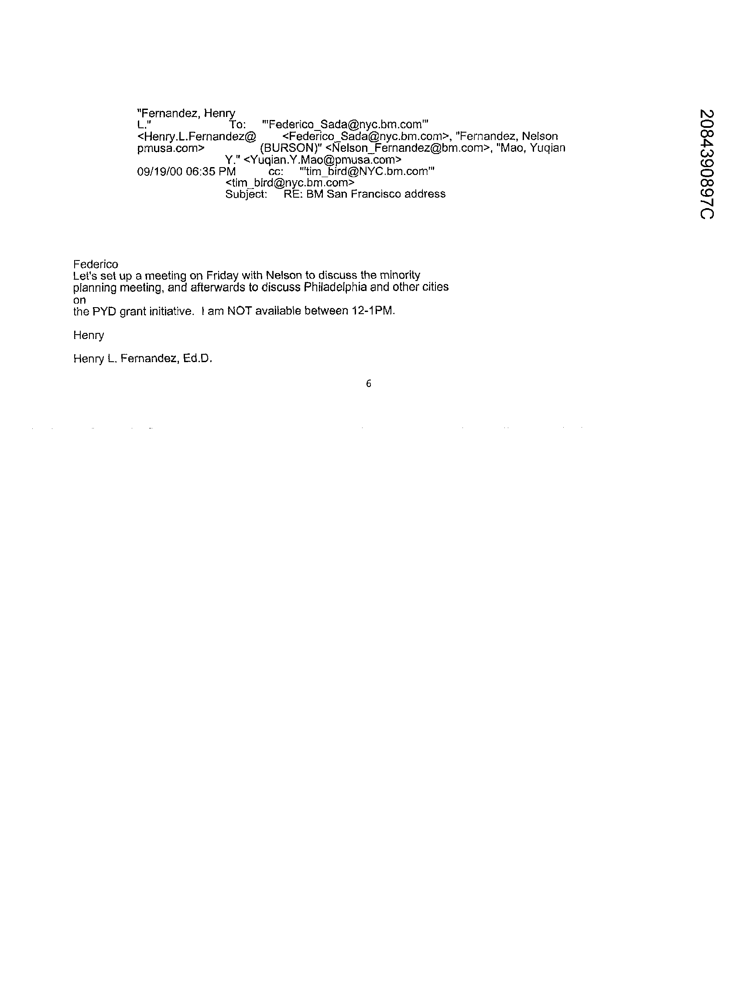 "Fernandez, Henry
L." To: "'Federico_Sada@nyc.bm.com'"
<Henry.L.Fernandez@ <Federico_Sada@nyc.bm.com>, "Fernandez, Nelson
pmusa.com> (BURSON)" <Nelson_Fernandez@bm.com>, "Mao, Yuqian
Y." <Yuqian.Y.Mao@pmusa.com>
09/19/00 06:35 PM cc: "'tim_bird@NYC.bm.com'"
<tim_bird@nyc.bm.com>
Subject: RE: BM San Francisco address
Federico
Let's set up a meeting on Friday with Nelson to discuss the minority
planning meeting, and afterwards to discuss Philadelphia and other cities
on
the PYD grant initiative. I am NOT available between 12-1PM.
Henry
Henry L. Fernandez, Ed.D.
6
2084390897C